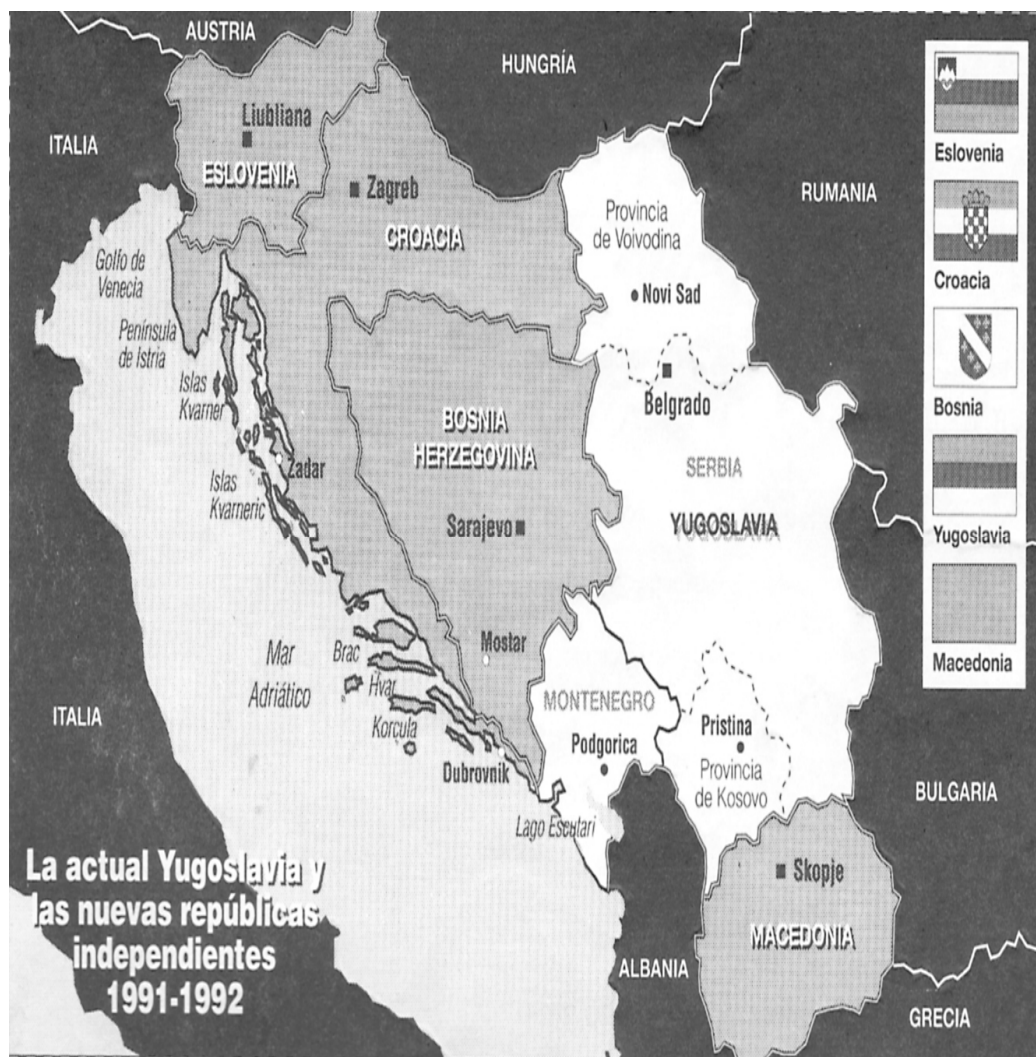 AUSTRIA
HUNGRÍA
ITALIA
Liubliana
ESLOVENIA
Zagreb
CROACIA
RUMANIA
Provincia
de Voivodina
Novi Sad
Golfo de
Venecia
Península
de Istria
Islas
Kvarner
Belgrado
BOSNIA
HERZEGOVINA
Zadar
Islas
Kvarneric
SERBIA
YUGOSLAVIA
Sarajevo
Mostar
Mar
Adriático
Brac
Hvar
Korcula
Dubrovnik
MONTENEGRO
Podgorica
Pristina
Provincia
de Kosovo
Lago Escutari
ITALIA
BULGARIA
Skopje
MACEDONIA
ALBANIA
GRECIA
La actual Yugoslavia y
las nuevas repúblicas
independientes
1991-1992
Eslovenia
Croacia
Bosnia
Yugoslavia
Macedonia